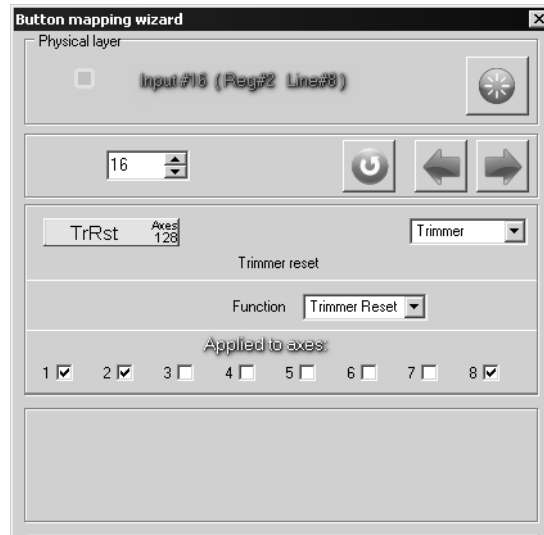 Button mapping wizard
Physical layer
Input #16 (Reg#2 Line#8)
16
TrRst Axes 128 Trimmer
Trimmer reset
Function Trimmer Reset
Applied to axes:
1 2 3 4 5 6 7 8